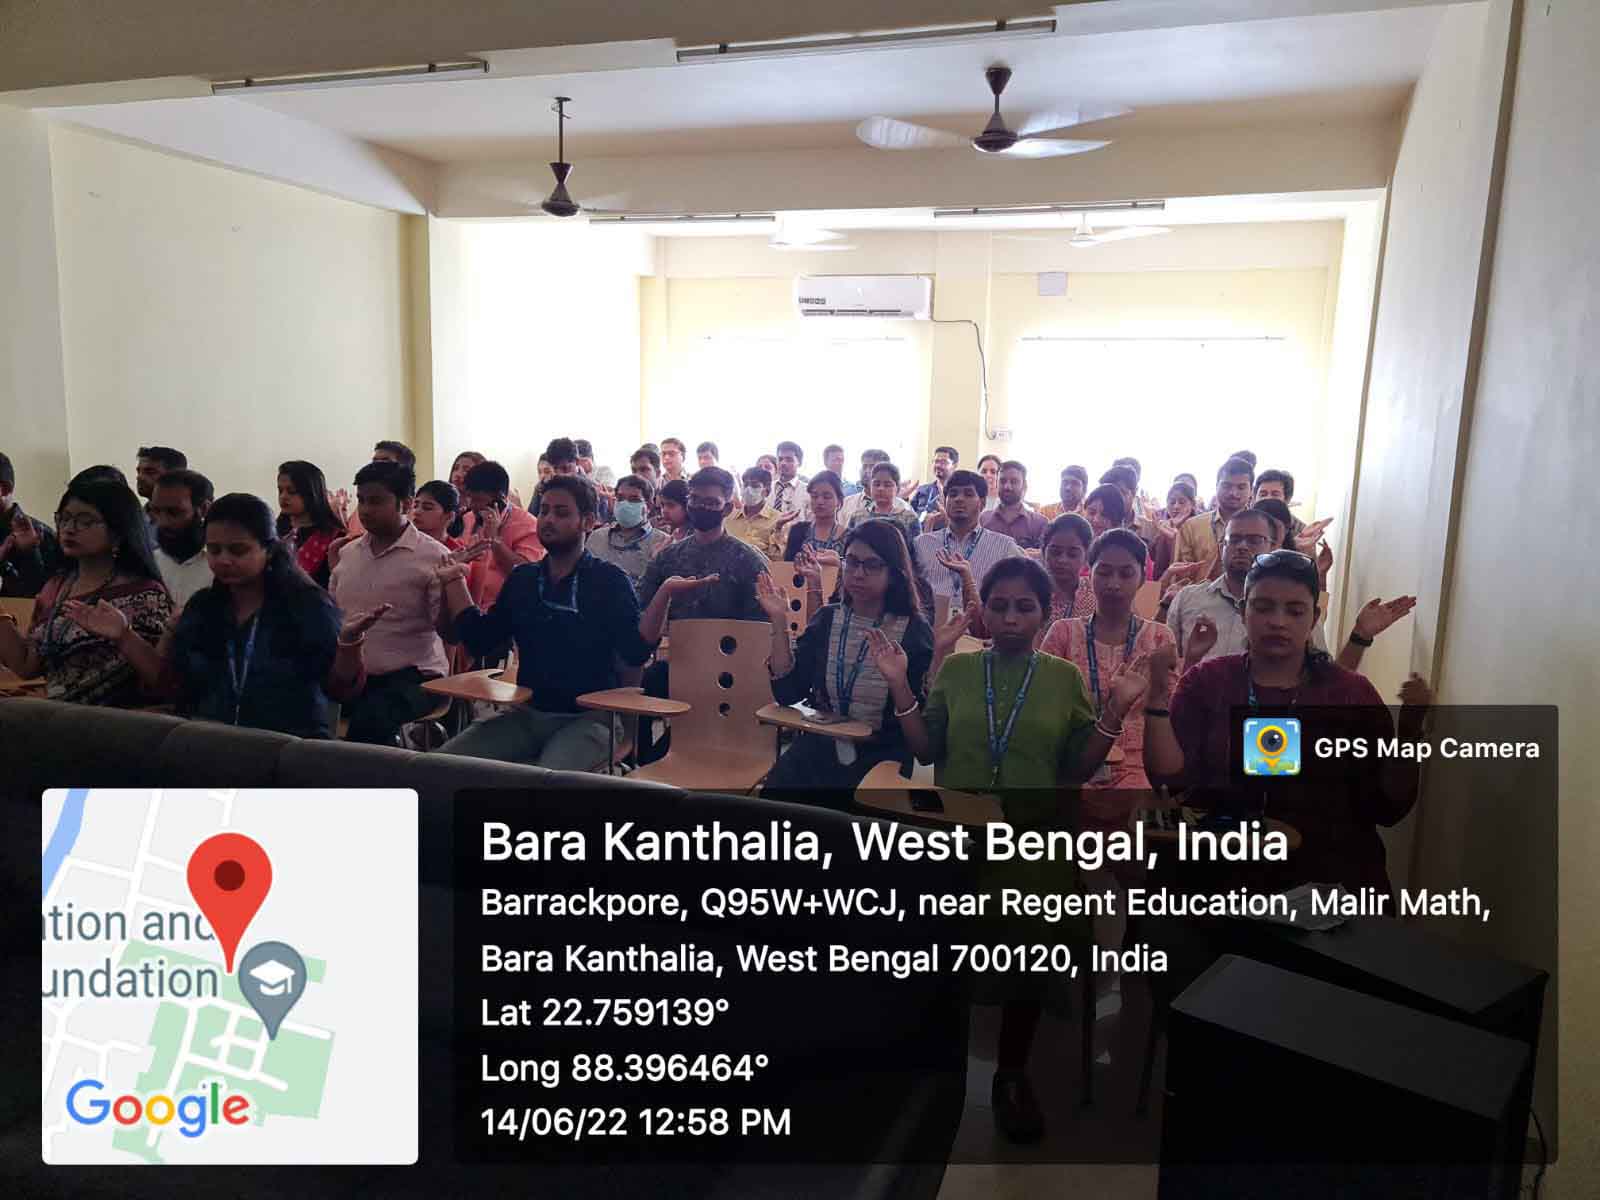 GPS Map Camera
Bara Kanthalia, West Bengal, India
Barrackpore, Q95W+WCJ, near Regent Education, Malir Math,
Bara Kanthalia, West Bengal 700120, India
Lat 22.759139°
Long 88.396464°
14/06/22 12:58 PM
tion and
undation
Google